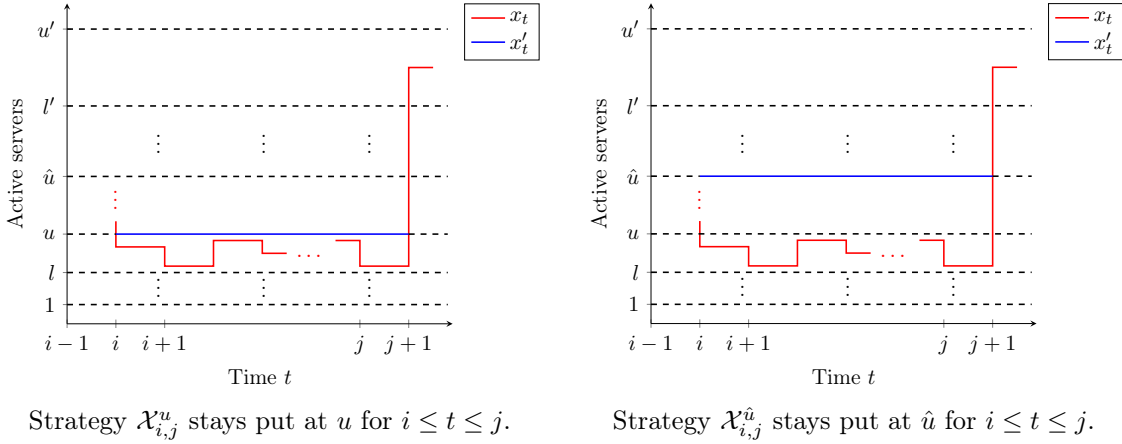 u′
l′
û
u
l
1
Active servers
i − 1 i i + 1 j j + 1
Time t
x_t
x′_t
Strategy 𝒳^u_{i,j} stays put at u for i ≤ t ≤ j.
u′
l′
û
u
l
1
Active servers
i − 1 i i + 1 j j + 1
Time t
x_t
x′_t
Strategy 𝒳^û_{i,j} stays put at û for i ≤ t ≤ j.